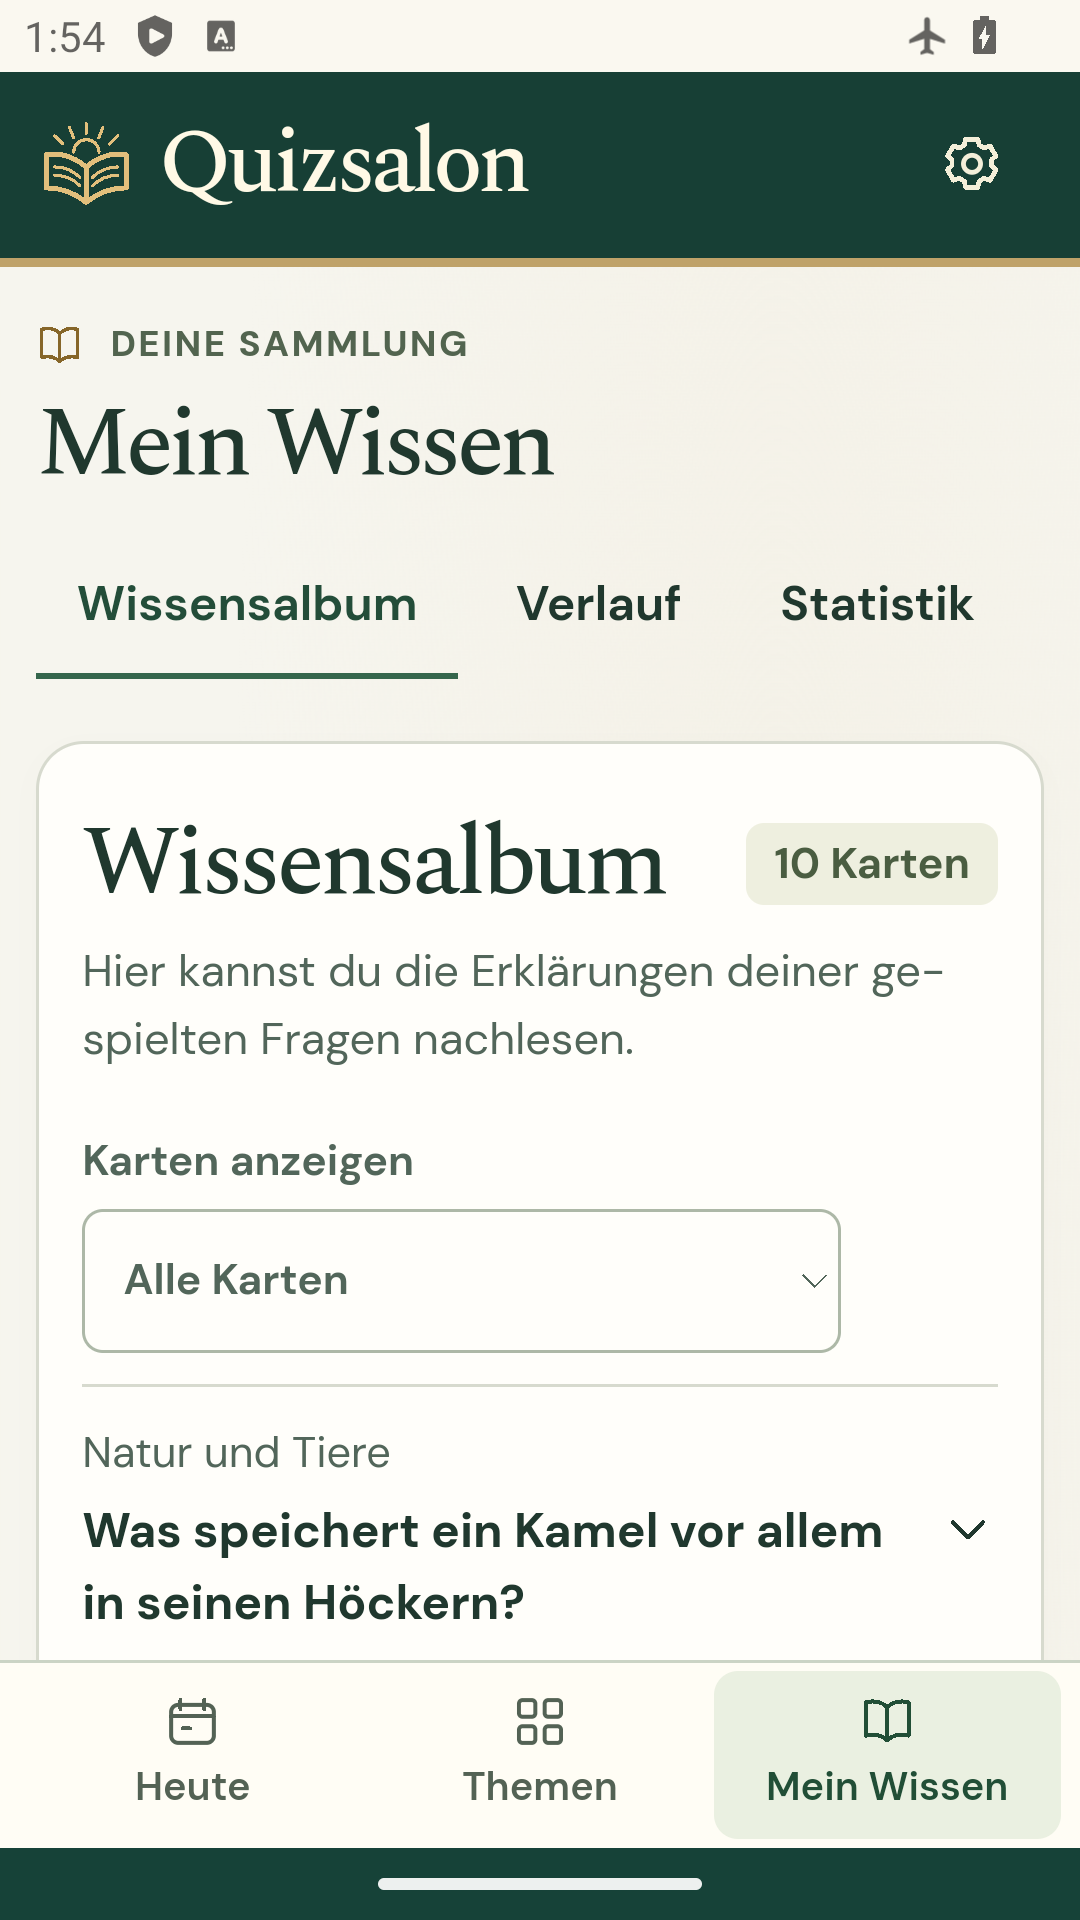 1:54
Quizsalon
DEINE SAMMLUNG
Mein Wissen
Wissensalbum Verlauf Statistik
Wissensalbum
10 Karten
Hier kannst du die Erklärungen deiner ge-
spielten Fragen nachlesen.
Karten anzeigen
Alle Karten
Natur und Tiere
Was speichert ein Kamel vor allem
in seinen Höckern?
Heute Themen Mein Wissen